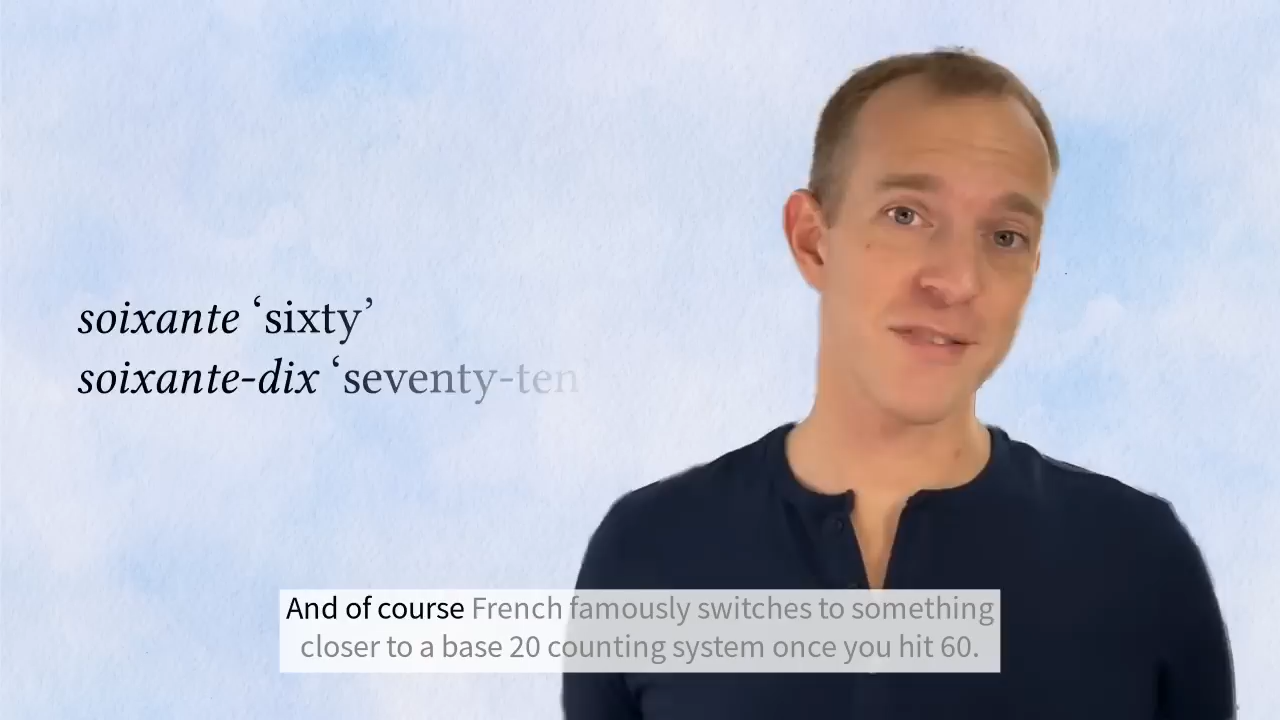 soixante ‘sixty’
soixante-dix ‘seventy-ten’
And of course French famously switches to something
closer to a base 20 counting system once you hit 60.